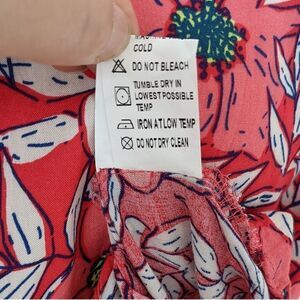 COLD
DO NOT BLEACH
TUMBLE DRY IN
LOWEST POSSIBLE
TEMP
IRON AT LOW TEMP
DO NOT DRY CLEAN